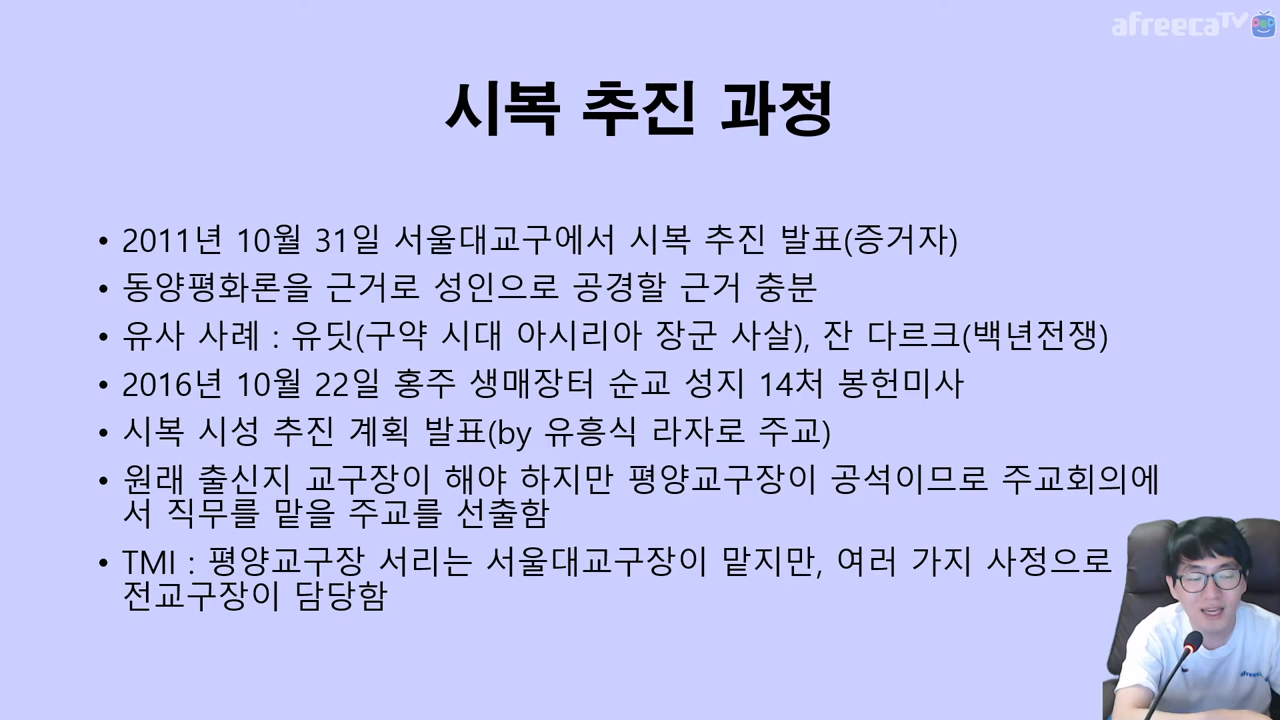 afreecaTV
시복 추진 과정
• 2011년 10월 31일 서울대교구에서 시복 추진 발표(증거자)
• 동양평화론을 근거로 성인으로 공경할 근거 충분
• 유사 사례 : 유딧(구약 시대 아시리아 장군 사살), 잔 다르크(백년전쟁)
• 2016년 10월 22일 홍주 생매장터 순교 성지 14처 봉헌미사
• 시복 시성 추진 계획 발표(by 유흥식 라자로 주교)
• 원래 출신지 교구장이 해야 하지만 평양교구장이 공석이므로 주교회의에
서 직무를 맡을 주교를 선출함
• TMI : 평양교구장 서리는 서울대교구장이 맡지만, 여러 가지 사정으로
전교구장이 담당함